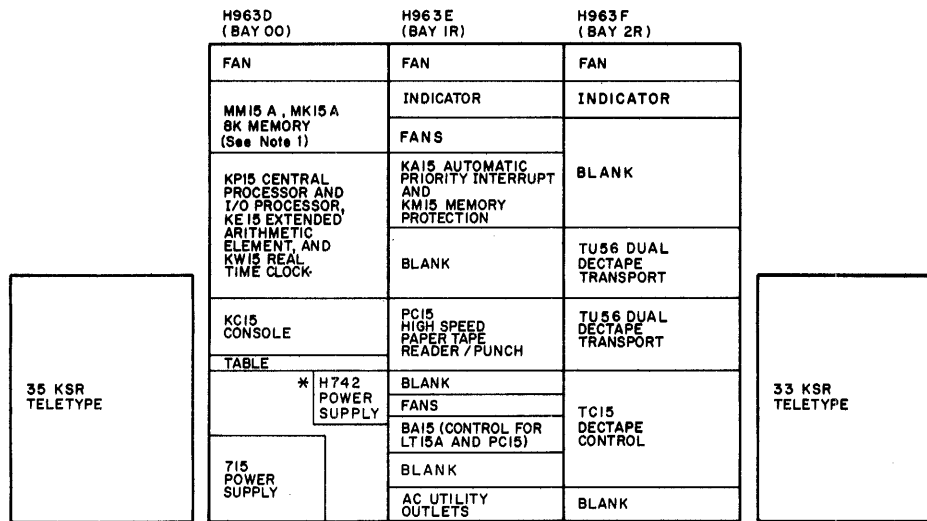 H963D
(BAY 00)
H963E
(BAY 1R)
H963F
(BAY 2R)
FAN
MM15 A , MK15 A
8K MEMORY
(See Note 1)
KP15 CENTRAL
PROCESSOR AND
I/O PROCESSOR,
KE15 EXTENDED
ARITHMETIC
ELEMENT, AND
KW15 REAL
TIME CLOCK
KC15
CONSOLE
TABLE
* H742
POWER
SUPPLY
715
POWER
SUPPLY
FAN
INDICATOR
FANS
KA15 AUTOMATIC
PRIORITY INTERRUPT
AND
KM15 MEMORY
PROTECTION
BLANK
PC15
HIGH SPEED
PAPER TAPE
READER / PUNCH
BLANK
FANS
BA15 (CONTROL FOR
LT15A AND PC15)
BLANK
AC UTILITY
OUTLETS
FAN
INDICATOR
BLANK
TU56 DUAL
DECTAPE
TRANSPORT
TU56 DUAL
DECTAPE
TRANSPORT
TC15
DECTAPE
CONTROL
BLANK
35 KSR
TELETYPE
33 KSR
TELETYPE